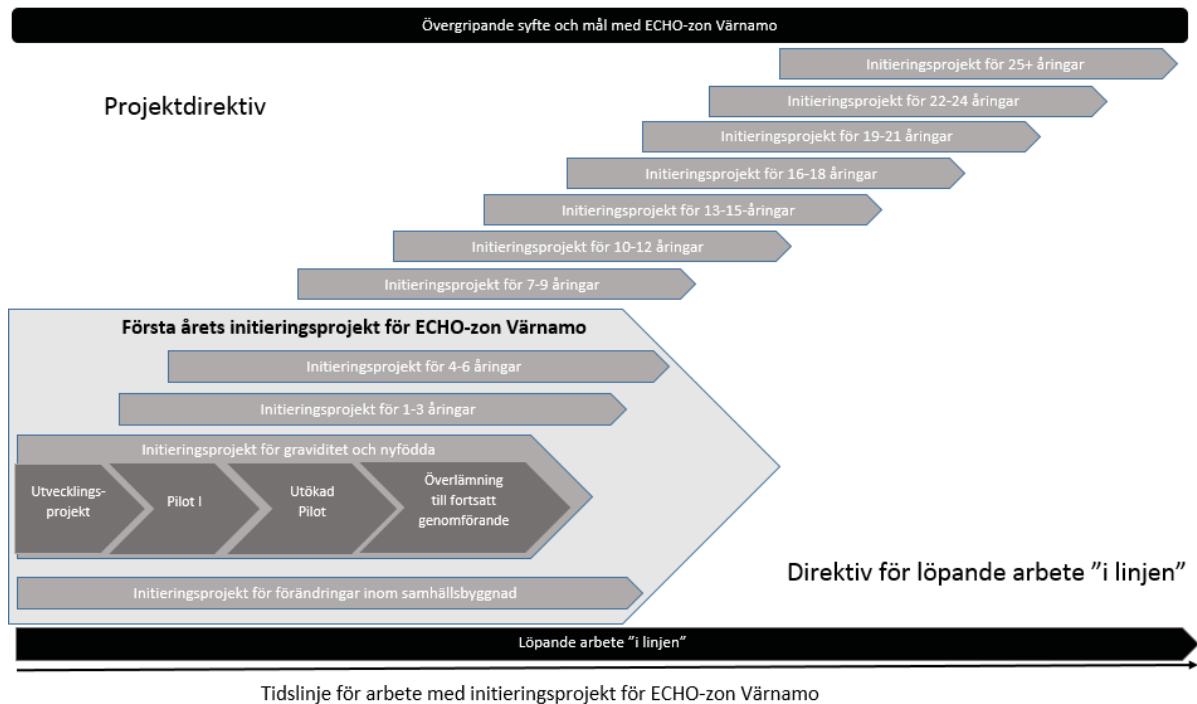 Övergripande syfte och mål med ECHO-zon Värnamo
Initieringsprojekt för 25+ åringar
Projektdirektiv
Initieringsprojekt för 22-24 åringar
Initieringsprojekt för 19-21 åringar
Initieringsprojekt för 16-18 åringar
Initieringsprojekt för 13-15-åringar
Initieringsprojekt för 10-12 åringar
Initieringsprojekt för 7-9 åringar
Första årets initieringsprojekt för ECHO-zon Värnamo
Initieringsprojekt för 4-6 åringar
Initieringsprojekt för 1-3 åringar
Initieringsprojekt för graviditet och nyfödda
Utvecklings-
projekt
Pilot I
Utökad
Pilot
Överlämning
till fortsatt
genomförande
Direktiv för löpande arbete ”i linjen”
Initieringsprojekt för förändringar inom samhällsbyggnad
Löpande arbete ”i linjen”
Tidslinje för arbete med initieringsprojekt för ECHO-zon Värnamo